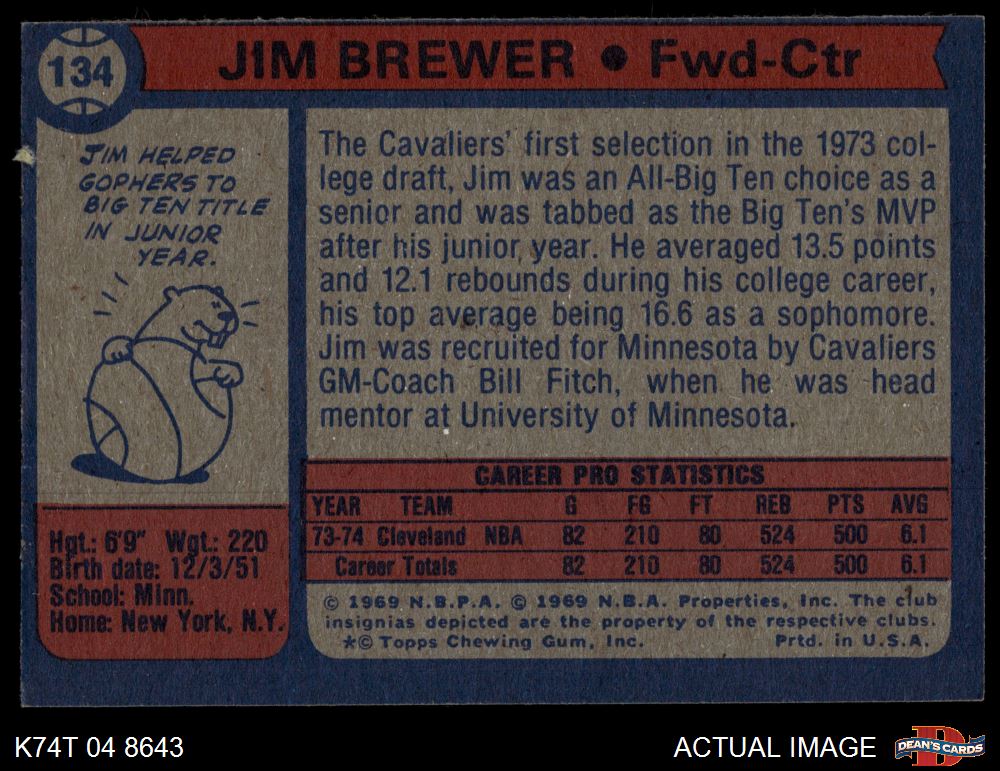 134
JIM BREWER ● Fwd-Ctr
JIM HELPED
GOPHERS TO
BIG TEN TITLE
IN JUNIOR
YEAR.
The Cavaliers' first selection in the 1973 col-
lege draft, Jim was an All-Big Ten choice as a
senior and was tabbed as the Big Ten's MVP
after his junior year. He averaged 13.5 points
and 12.1 rebounds during his college career,
his top average being 16.6 as a sophomore.
Jim was recruited for Minnesota by Cavaliers
GM-Coach Bill Fitch, when he was head
mentor at University of Minnesota.
Hgt.: 6'9" Wgt.: 220
Birth date: 12/3/51
School: Minn.
Home: New York, N.Y.
CAREER PRO STATISTICS
YEAR TEAM G FG FT REB PTS AVG
73-74 Cleveland NBA 82 210 80 524 500 6.1
Career Totals 82 210 80 524 500 6.1
© 1969 N.B.P.A. © 1969 N.B.A. Properties, Inc. The club
insignias depicted are the property of the respective clubs.
*© Topps Chewing Gum, Inc. Prtd. in U.S.A.
K74T 04 8643
ACTUAL IMAGE
DEAN'S CARDS